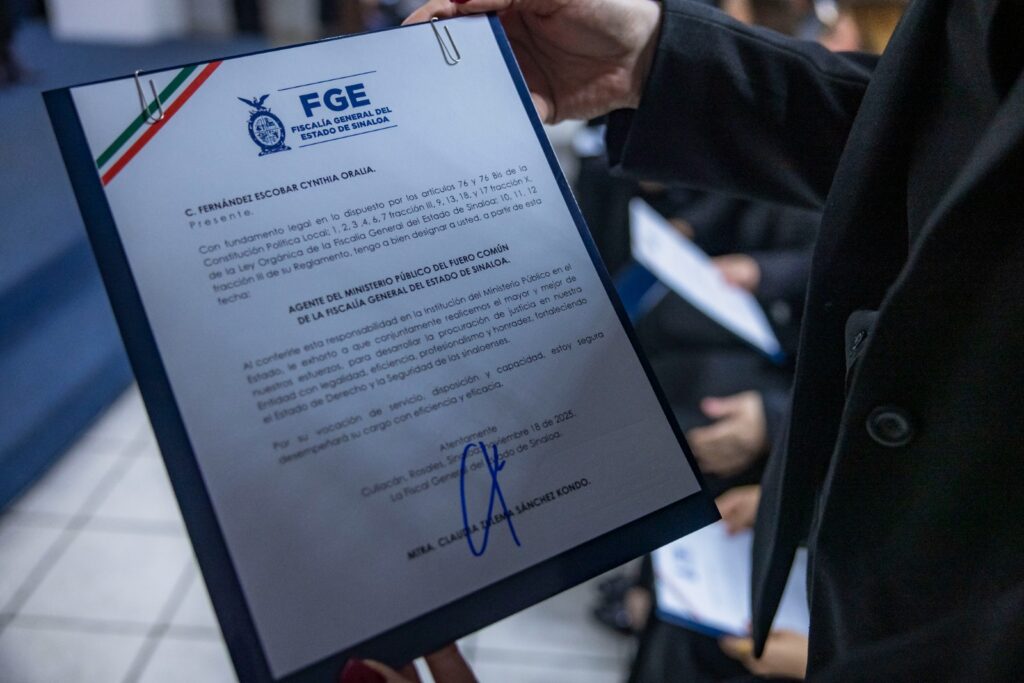 FGE
FISCALÍA GENERAL DEL
ESTADO DE SINALOA
C. FERNÁNDEZ ESCOBAR CYNTHIA ORALIA.
Presente.
Con fundamento legal en lo dispuesto por los artículos 76 y 76 Bis de la
Constitución Política Local; 1, 2, 3 ,4, 6, 7 fracción III, 9, 13, 18, y 17 fracción X,
de la Ley Orgánica de la Fiscalía General del Estado de Sinaloa; 10, 11, 12
fracción III de su Reglamento, tengo a bien designar a usted, a partir de esta
fecha:
AGENTE DEL MINISTERIO PÚBLICO DEL FUERO COMÚN
DE LA FISCALÍA GENERAL DEL ESTADO DE SINALOA.
Al conferirle esta responsabilidad en la Institución del Ministerio Público en el
Estado, le exhorto a que conjuntamente realicemos el mayor y mejor de
nuestros esfuerzos, para desarrollar la procuración de justicia en nuestra
Entidad con legalidad, eficiencia, profesionalismo y honradez, fortaleciendo
el Estado de Derecho y la Seguridad de los sinaloenses.
Por su vocación de servicio, disposición y capacidad, estoy segura
desempeñará su cargo con eficiencia y eficacia.
Atentamente
Culiacán, Rosales, Sinaloa, noviembre 18 de 2025.
La Fiscal General del Estado de Sinaloa.
MTRA. CLAUDIA ZULEMA SÁNCHEZ KONDO.